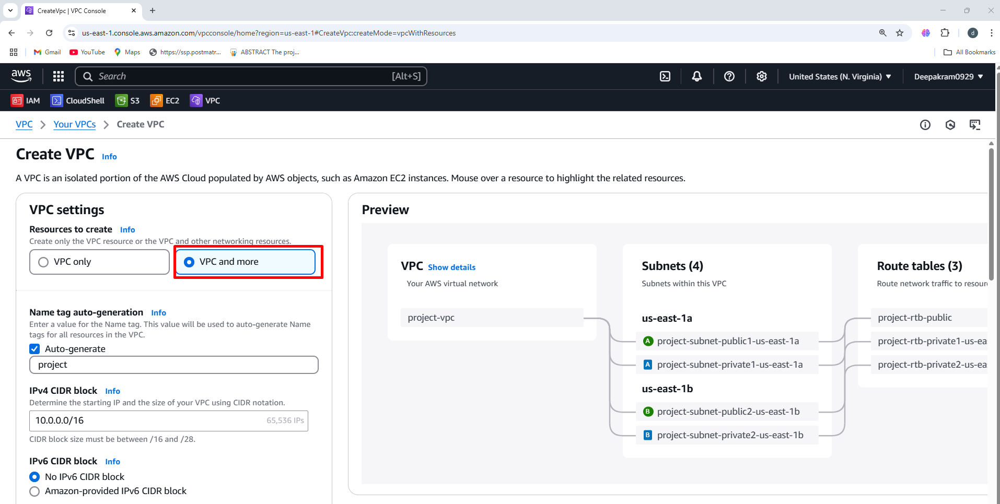 CreateVpc | VPC Console
us-east-1.console.aws.amazon.com/vpcconsole/home?region=us-east-1#CreateVpc:createMode=vpcWithResources
d
Gmail
YouTube
Maps
https://ssp.postmatr...
ABSTRACT The proj...
All Bookmarks
aws
Search
[Alt+S]
United States (N. Virginia)
Deepakram0929
IAM
CloudShell
S3
EC2
VPC
VPC
Your VPCs
Create VPC
Create VPC Info
A VPC is an isolated portion of the AWS Cloud populated by AWS objects, such as Amazon EC2 instances. Mouse over a resource to highlight the related resources.
VPC settings
Resources to create Info
Create only the VPC resource or the VPC and other networking resources.
VPC only
VPC and more
Name tag auto-generation Info
Enter a value for the Name tag. This value will be used to auto-generate Name
tags for all resources in the VPC.
Auto-generate
project
IPv4 CIDR block Info
Determine the starting IP and the size of your VPC using CIDR notation.
10.0.0.0/16
65,536 IPs
CIDR block size must be between /16 and /28.
IPv6 CIDR block Info
No IPv6 CIDR block
Amazon-provided IPv6 CIDR block
Preview
VPC Show details
Your AWS virtual network
project-vpc
Subnets (4)
Subnets within this VPC
us-east-1a
A project-subnet-public1-us-east-1a
A project-subnet-private1-us-east-1a
us-east-1b
B project-subnet-public2-us-east-1b
B project-subnet-private2-us-east-1b
Route tables (3)
Route network traffic to resour
project-rtb-public
project-rtb-private1-us-ea
project-rtb-private2-us-ea